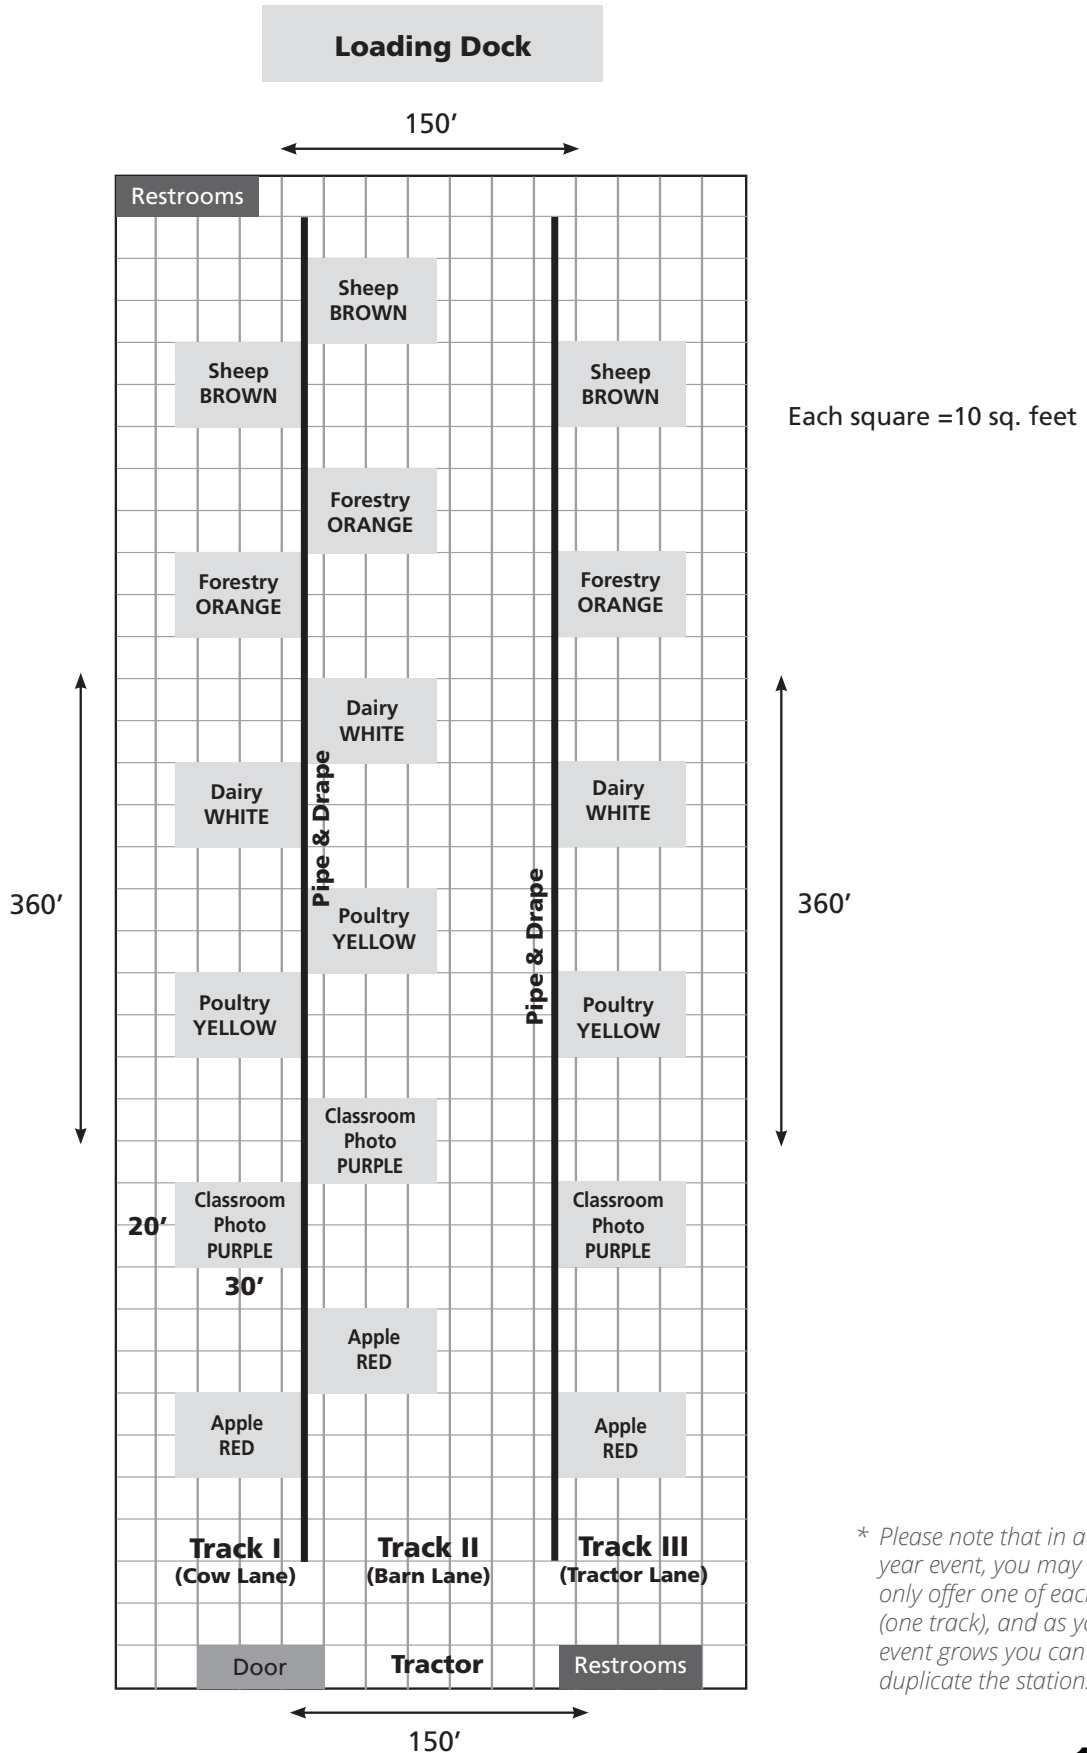 Loading Dock
150’
Restrooms
Sheep
BROWN
Sheep
BROWN
Sheep
BROWN
Each square =10 sq. feet
Forestry
ORANGE
Forestry
ORANGE
Forestry
ORANGE
Dairy
WHITE
Dairy
WHITE
Dairy
WHITE
Pipe & Drape
Pipe & Drape
360’
360’
Poultry
YELLOW
Poultry
YELLOW
Poultry
YELLOW
Classroom
Photo
PURPLE
Classroom
Photo
PURPLE
Classroom
Photo
PURPLE
20’
30’
Apple
RED
Apple
RED
Apple
RED
Track I
(Cow Lane)
Track II
(Barn Lane)
Track III
(Tractor Lane)
* Please note that in a
year event, you may
only offer one of each
(one track), and as
event grows you can
duplicate the
Door
Tractor
Restrooms
150’